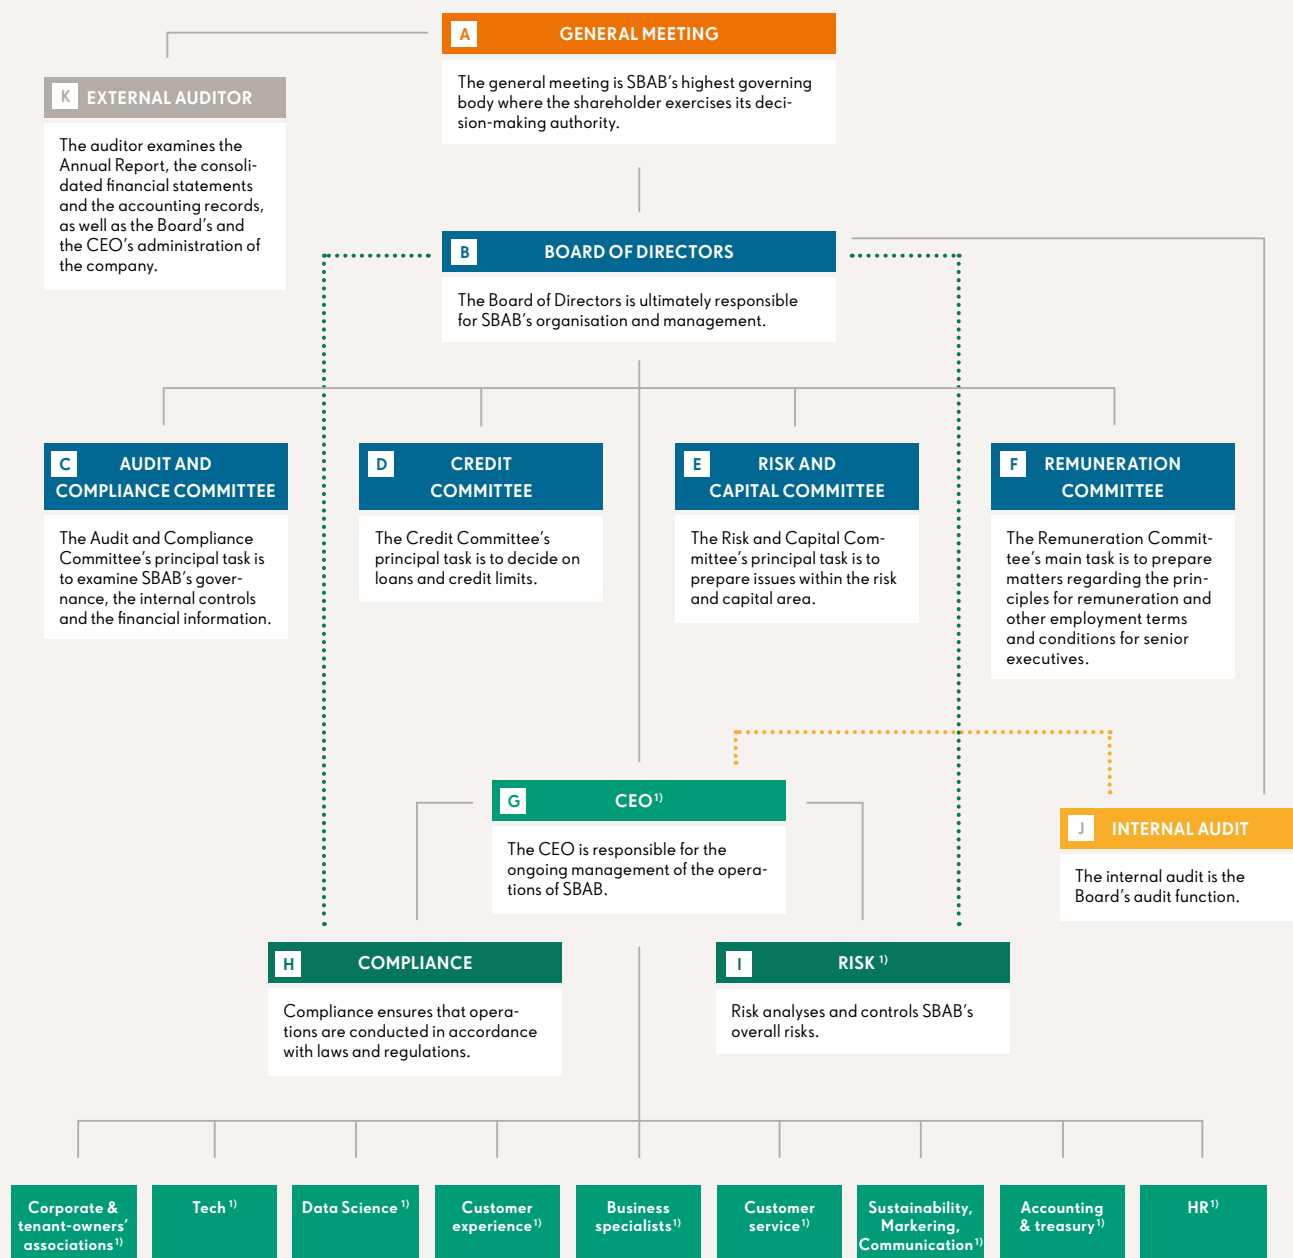 A GENERAL MEETING
The general meeting is SBAB's highest governing
body where the shareholder exercises its deci-
sion-making authority.
K EXTERNAL AUDITOR
The auditor examines the
Annual Report, the consoli-
dated financial statements
and the accounting records,
as well as the Board's and
the CEO's administration of
the company.
B BOARD OF DIRECTORS
The Board of Directors is ultimately responsible
for SBAB's organisation and management.
C AUDIT AND
COMPLIANCE COMMITTEE
The Audit and Compliance
Committee's principal task is
to examine SBAB's gover-
nance, the internal controls
and the financial information.
D CREDIT
COMMITTEE
The Credit Committee's
principal task is to decide on
loans and credit limits.
E RISK AND
CAPITAL COMMITTEE
The Risk and Capital Com-
mittee's principal task is to
prepare issues within the risk
and capital area.
F REMUNERATION
COMMITTEE
The Remuneration Commit-
tee's main task is to prepare
matters regarding the prin-
ciples for remuneration and
other employment terms
and conditions for senior
executives.
G CEO1)
The CEO is responsible for the
ongoing management of the opera-
tions of SBAB.
J INTERNAL AUDIT
The internal audit is the
Board's audit function.
H COMPLIANCE
Compliance ensures that opera-
tions are conducted in accordance
with laws and regulations.
I RISK 1)
Risk analyses and controls SBAB's
overall risks.
Corporate &
tenant-owners'
associations1)
Tech 1)
Data Science 1)
Customer
experience1)
Business
specialists1)
Customer
service1)
Sustainability,
Markering,
Communication1)
Accounting
& treasury1)
HR1)